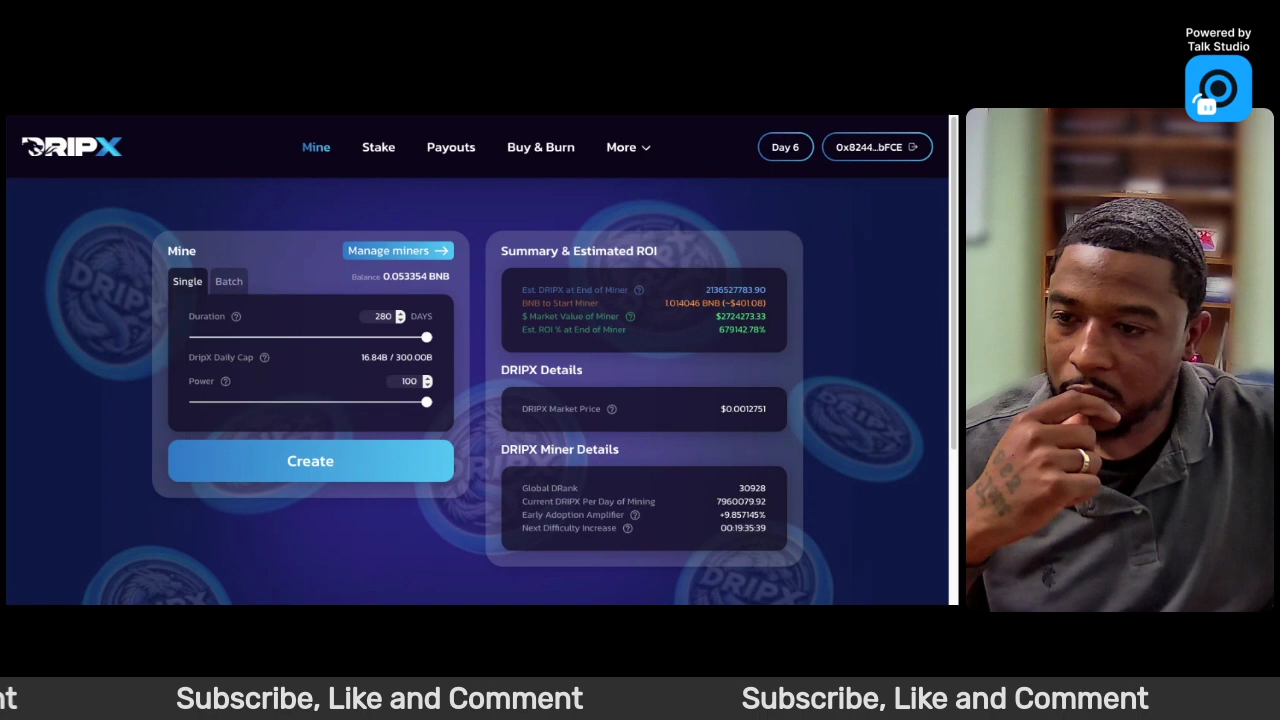 Powered by
Talk Studio
DRIPX
Mine
Stake
Payouts
Buy & Burn
More
Day 6
0x8244..bFCE
Mine
Manage miners →
Single
Batch
Balance 0.053354 BNB
Duration
280 DAYS
DripX Daily Cap
16.84B / 300.00B
Power
100
Create
Summary & Estimated ROI
Est. DRIPX at End of Miner 2136527783.90
BNB to Start Miner 1.014046 BNB (~$401.08)
$ Market Value of Miner $2724273.33
Est. ROI % at End of Miner 679142.78%
DRIPX Details
DRIPX Market Price $0.0012751
DRIPX Miner Details
Global DRank 30928
Current DRIPX Per Day of Mining 7960079.92
Early Adoption Amplifier +9.857145%
Next Difficulty Increase 00:19:35:39
Subscribe, Like and Comment
Subscribe, Like and Comment